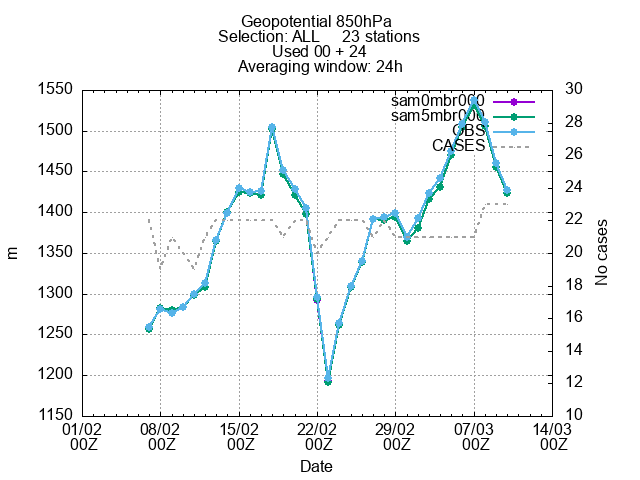 Geopotential 850hPa
Selection: ALL 23 stations
Used 00 + 24
Averaging window: 24h
sam0mbr000
sam5mbr000
OBS
CASES
1550
1500
1450
1400
1350
1300
1250
1200
1150
m
30
28
26
24
22
20
18
16
14
12
10
No cases
01/02 08/02 15/02 22/02 29/02 07/03 14/03
00Z 00Z 00Z 00Z 00Z 00Z 00Z
Date